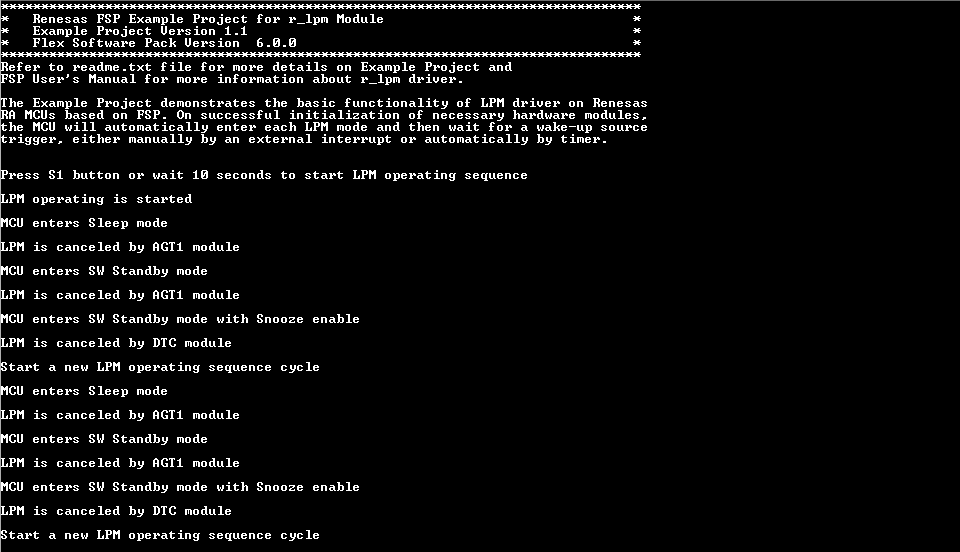 ********************************************************************************
*   Renesas FSP Example Project for r_lpm Module                               *
*   Example Project Version 1.1                                                *
*   Flex Software Pack Version  6.0.0                                          *
********************************************************************************
Refer to readme.txt file for more details on Example Project and
FSP User's Manual for more information about r_lpm driver.
The Example Project demonstrates the basic functionality of LPM driver on Renesas
RA MCUs based on FSP. On successful initialization of necessary hardware modules,
the MCU will automatically enter each LPM mode and then wait for a wake-up source
trigger, either manually by an external interrupt or automatically by timer.
Press S1 button or wait 10 seconds to start LPM operating sequence
LPM operating is started
MCU enters Sleep mode
LPM is canceled by AGT1 module
MCU enters SW Standby mode
LPM is canceled by AGT1 module
MCU enters SW Standby mode with Snooze enable
LPM is canceled by DTC module
Start a new LPM operating sequence cycle
MCU enters Sleep mode
LPM is canceled by AGT1 module
MCU enters SW Standby mode
LPM is canceled by AGT1 module
MCU enters SW Standby mode with Snooze enable
LPM is canceled by DTC module
Start a new LPM operating sequence cycle